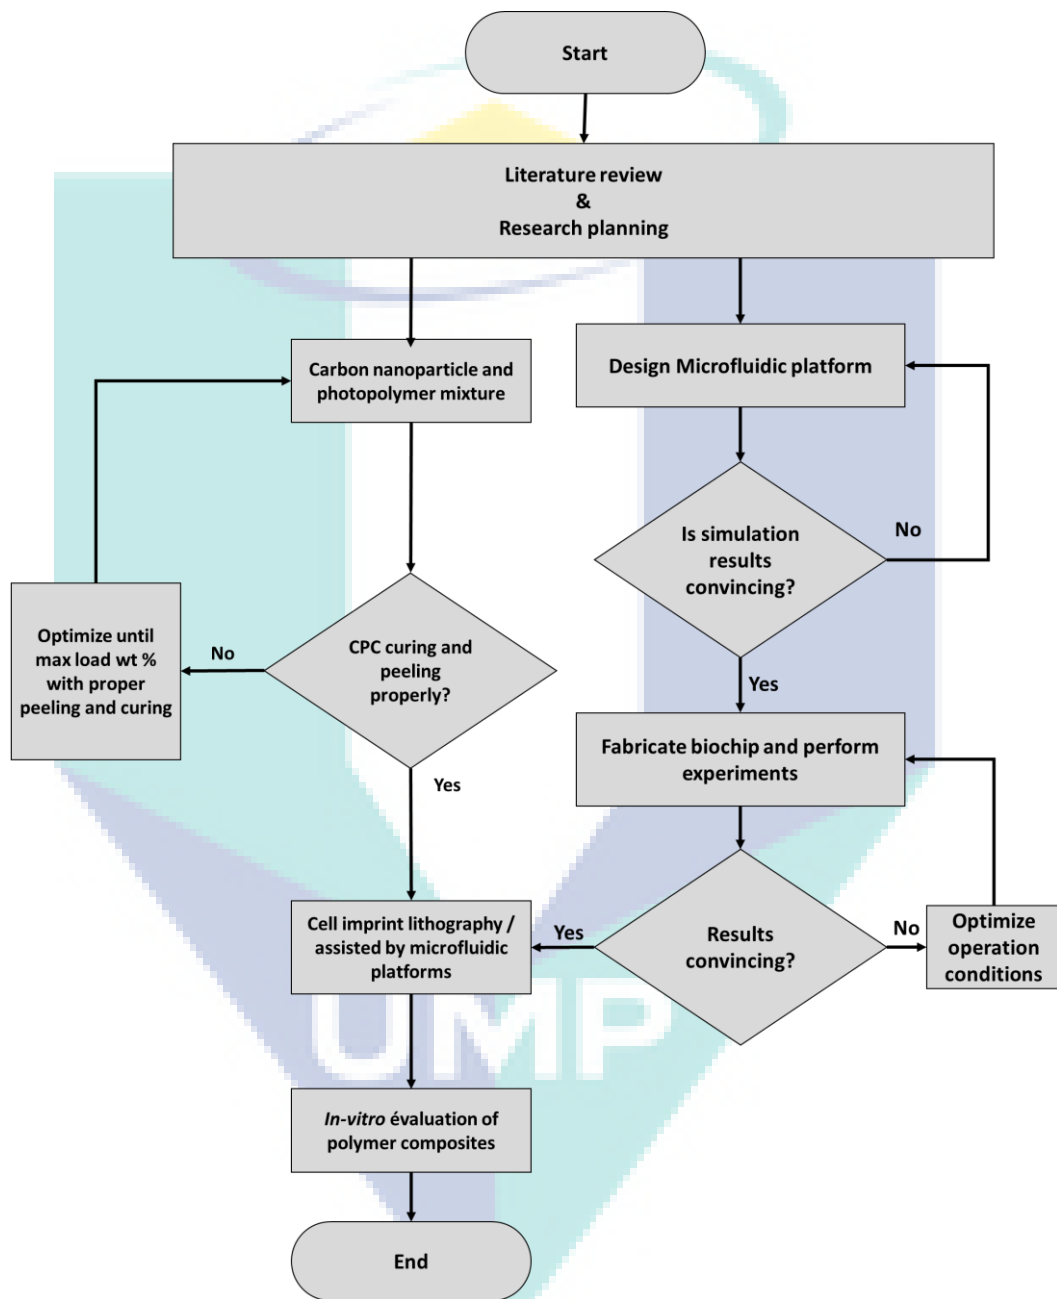 Start
Literature review
&
Research planning
Carbon nanoparticle and
photopolymer mixture
Design Microfluidic platform
Is simulation
results
convincing?
No
Optimize until
max load wt %
with proper
peeling and curing
No
CPC curing and
peeling
properly?
Yes
Fabricate biochip and perform
experiments
Yes
Cell imprint lithography /
assisted by microfluidic
platforms
Yes
Results
convincing?
No
Optimize
operation
conditions
UMP
In-vitro évaluation of
polymer composites
End